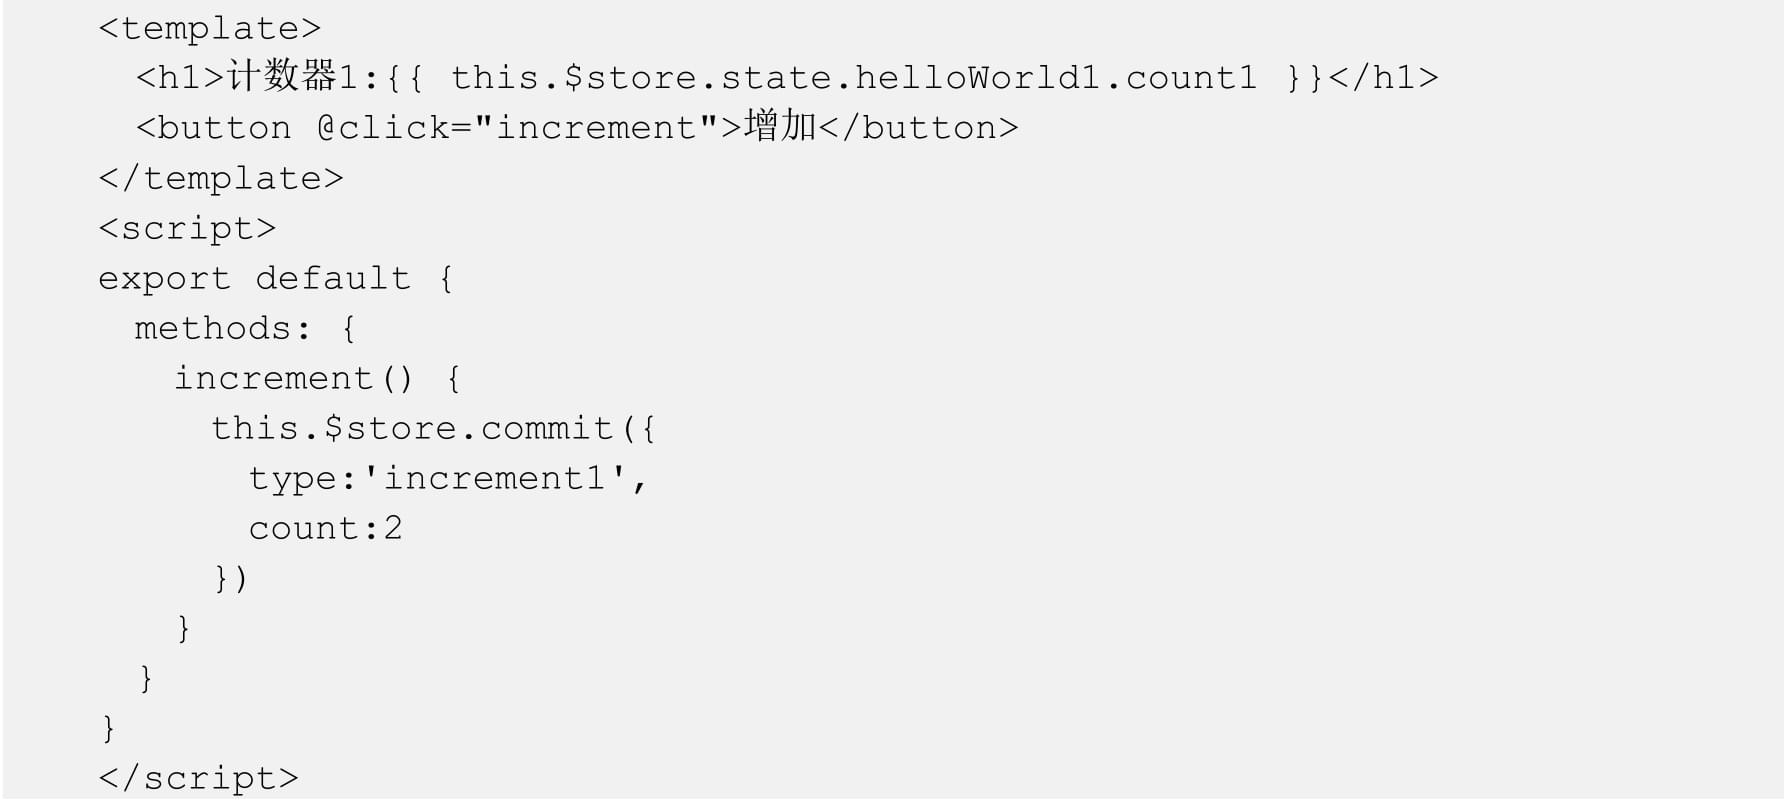 <template>
  <h1>计数器1:{{ this.$store.state.helloWorld1.count1 }}</h1>
  <button @click="increment">增加</button>
</template>
<script>
export default {
  methods: {
    increment() {
      this.$store.commit({
        type:'increment1',
        count:2
      })
    }
  }
}
</script>